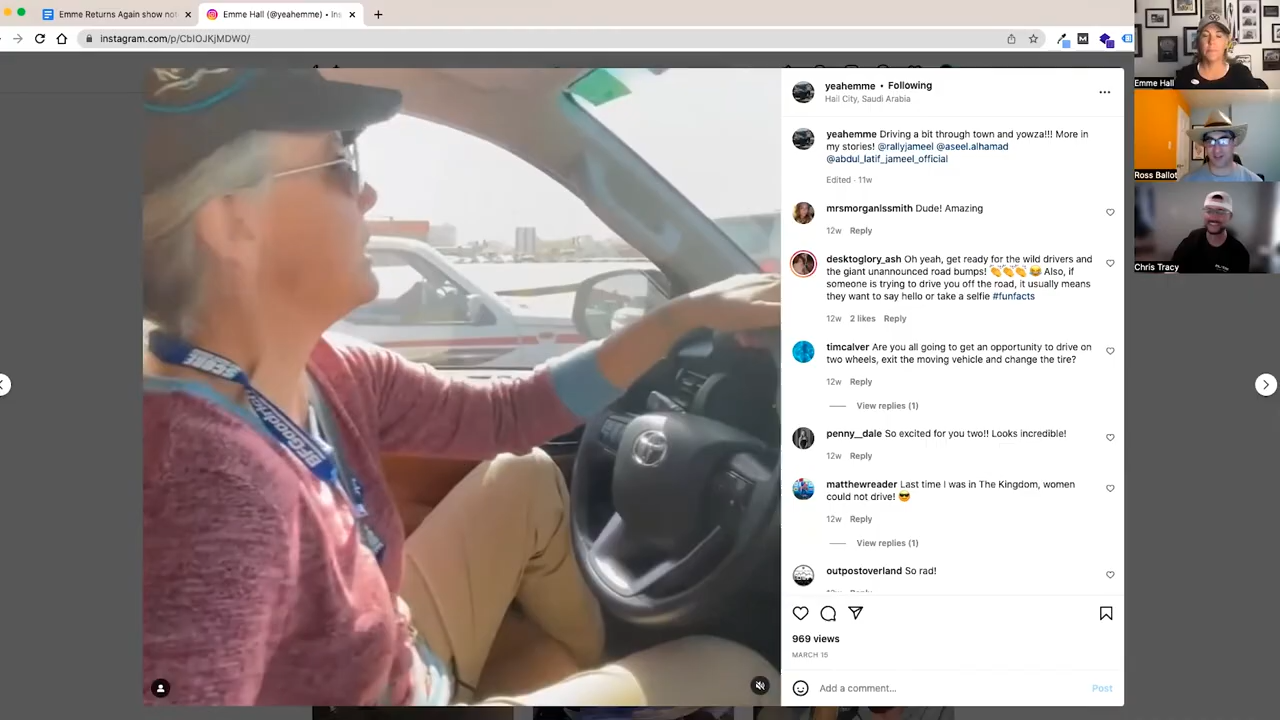 Emme Returns Again show not
Emme Hall (@yeahemme) • Ins
instagram.com/p/CbIOJKjMDW0/
yeahemme • Following
Hail City, Saudi Arabia
yeahemme Driving a bit through town and yowza!!! More in
my stories! @rallyjameel @aseel.alhamad
@abdul_latif_jameel_official
Edited · 11w
mrsmorganlssmith Dude! Amazing
12w Reply
desktoglory_ash Oh yeah, get ready for the wild drivers and
the giant unannounced road bumps! 👏👏👏😂 Also, if
someone is trying to drive you off the road, it usually means
they want to say hello or take a selfie #funfacts
12w 2 likes Reply
timcalver Are you all going to get an opportunity to drive on
two wheels, exit the moving vehicle and change the tire?
12w Reply
View replies (1)
penny__dale So excited for you two!! Looks incredible!
12w Reply
matthewreader Last time I was in The Kingdom, women
could not drive! 😎
12w Reply
View replies (1)
outpostoverland So rad!
969 views
MARCH 15
Add a comment...
Post
Emme Hall
Ross Ballot
Chris Tracy
BFGoodrich